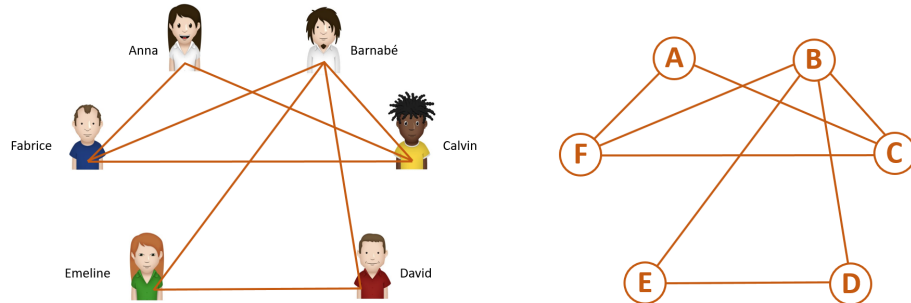 Anna
Barnabé
Fabrice
Calvin
Emeline
David
A
B
F
C
E
D